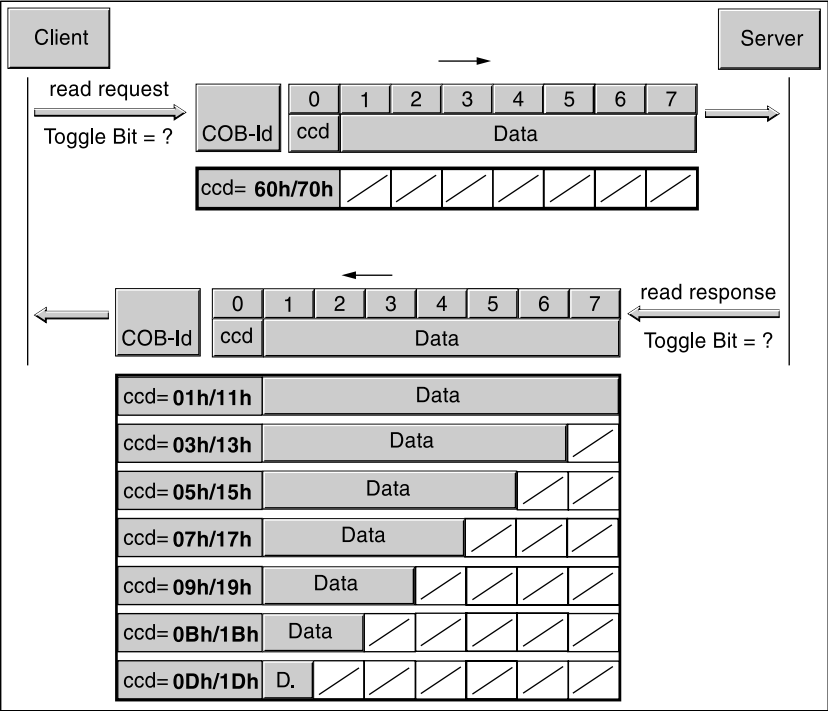 Client
Server
read request
Toggle Bit = ?
COB-Id
0 1 2 3 4 5 6 7
ccd Data
ccd= 60h/70h
COB-Id
0 1 2 3 4 5 6 7
ccd Data
read response
Toggle Bit = ?
ccd= 01h/11h Data
ccd= 03h/13h Data
ccd= 05h/15h Data
ccd= 07h/17h Data
ccd= 09h/19h Data
ccd= 0Bh/1Bh Data
ccd= 0Dh/1Dh D.